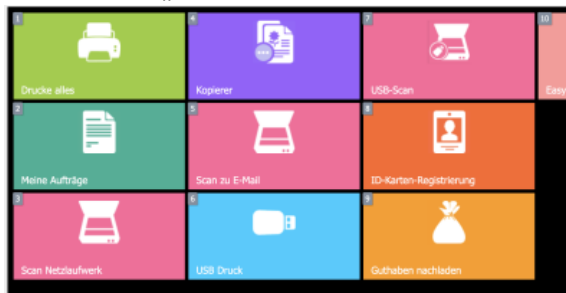 1
Drucke alles
4
Kopierer
7
USB-Scan
10
Easy
2
Meine Aufträge
5
Scan zu E-Mail
8
ID-Karten-Registrierung
3
Scan Netzlaufwerk
6
USB Druck
9
Guthaben nachladen